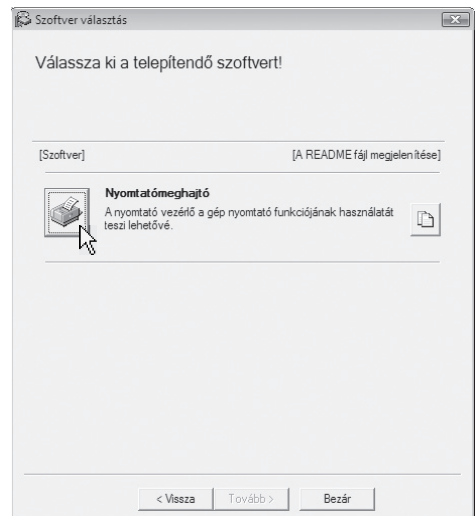 Szoftver választás
Válassza ki a telepítendő szoftvert!
[Szoftver] [A README fájl megjelenítése]
Nyomtatómeghajtó
A nyomtató vezérlő a gép nyomtató funkciójának használatát
teszi lehetővé.
< Vissza Tovább > Bezár